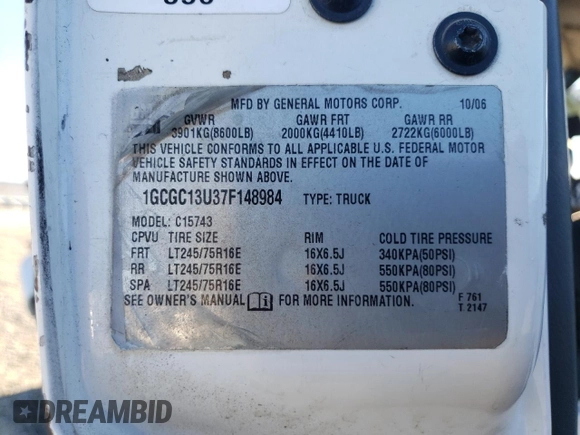 MFD BY GENERAL MOTORS CORP. 10/06
GVWR GAWR FRT GAWR RR
3901KG(8600LB) 2000KG(4410LB) 2722KG(6000LB)
THIS VEHICLE CONFORMS TO ALL APPLICABLE U.S. FEDERAL MOTOR
VEHICLE SAFETY STANDARDS IN EFFECT ON THE DATE OF
MANUFACTURE SHOWN ABOVE.
1GCGC13U37F148984 TYPE: TRUCK
MODEL: C15743
CPVU TIRE SIZE RIM COLD TIRE PRESSURE
FRT LT245/75R16E 16X6.5J 340KPA(50PSI)
RR LT245/75R16E 16X6.5J 550KPA(80PSI)
SPA LT245/75R16E 16X6.5J 550KPA(80PSI)
SEE OWNER'S MANUAL FOR MORE INFORMATION. F 761
T 2147
DREAMBID